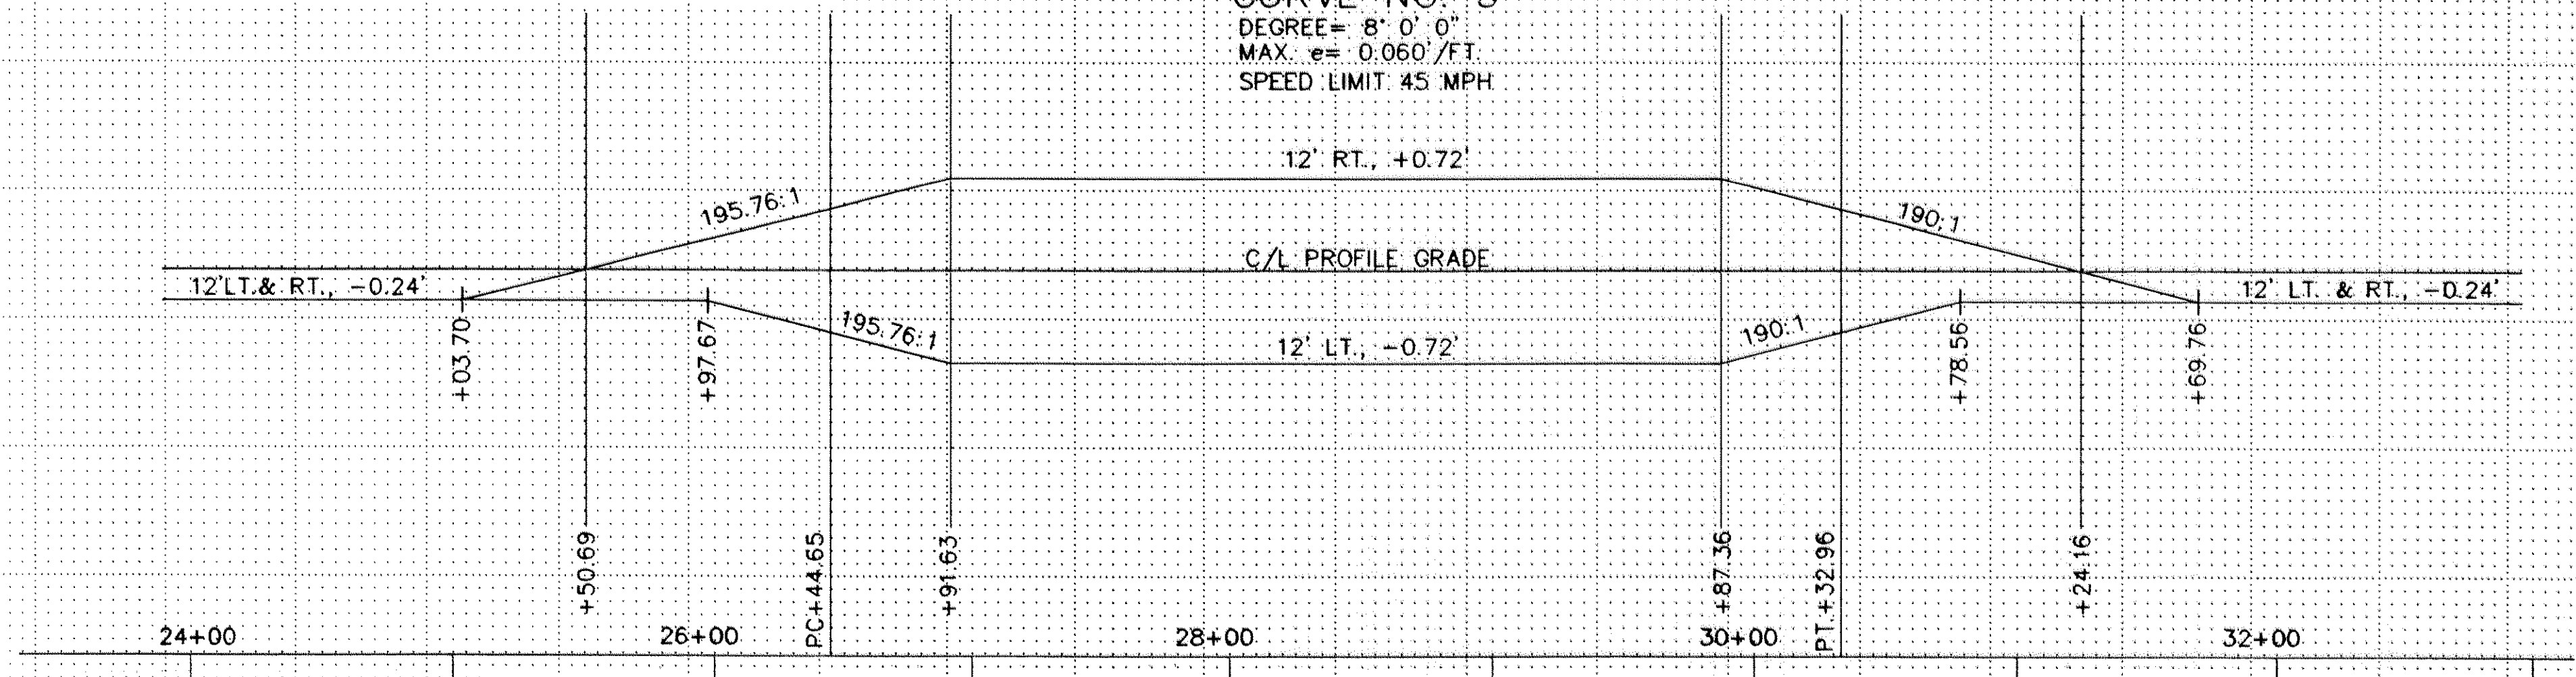 DEGREE= 8° 0' 0"
MAX. e= 0.060'/FT.
SPEED LIMIT 45 MPH
12' RT., +0.72'
195.76:1
190:1
C/L PROFILE GRADE
12'LT.& RT., -0.24'
12' LT. & RT., -0.24'
195.76:1
190:1
12' LT., -0.72'
+03.70
+97.67
+78.56
+69.76
+50.69
PC+44.65
+91.63
+87.36
PT.+32.96
+24.16
24+00
26+00
28+00
30+00
32+00